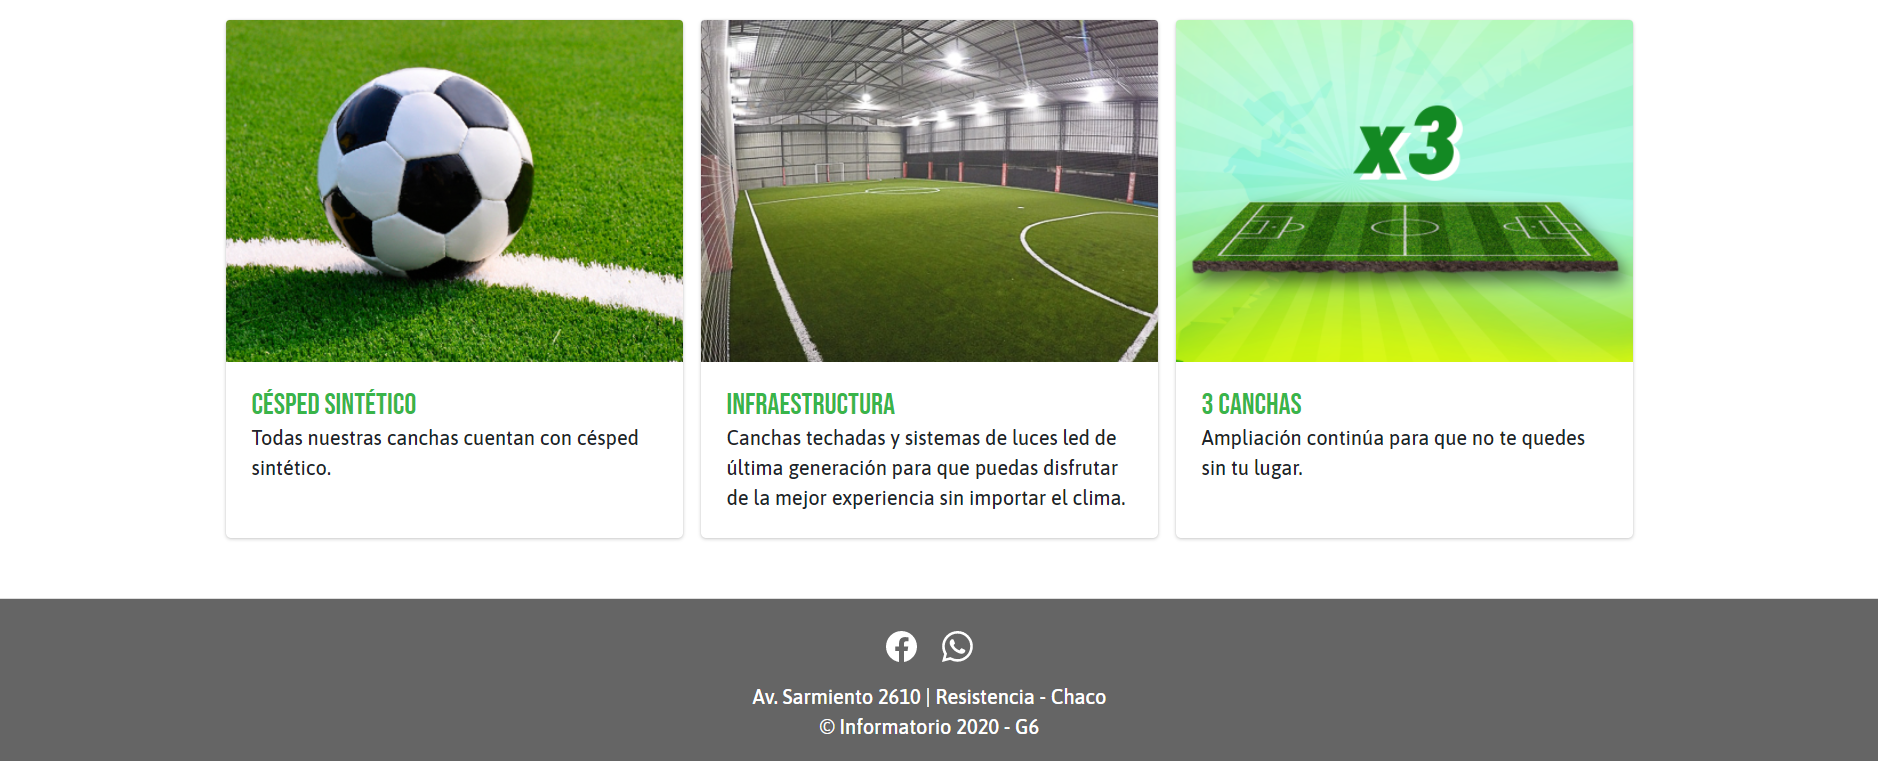 x3
CÉSPED SINTÉTICO
Todas nuestras canchas cuentan con césped
sintético.
INFRAESTRUCTURA
Canchas techadas y sistemas de luces led de
última generación para que puedas disfrutar
de la mejor experiencia sin importar el clima.
3 CANCHAS
Ampliación continúa para que no te quedes
sin tu lugar.
Av. Sarmiento 2610 | Resistencia - Chaco
© Informatorio 2020 - G6